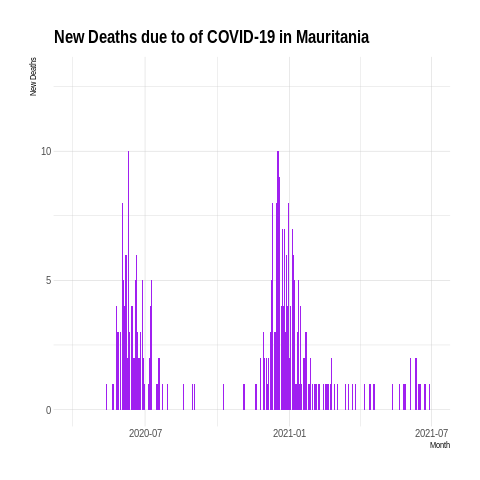 New Deaths due to of COVID-19 in Mauritania
New Deaths
10
5
0
2020-07
2021-01
2021-07
Month